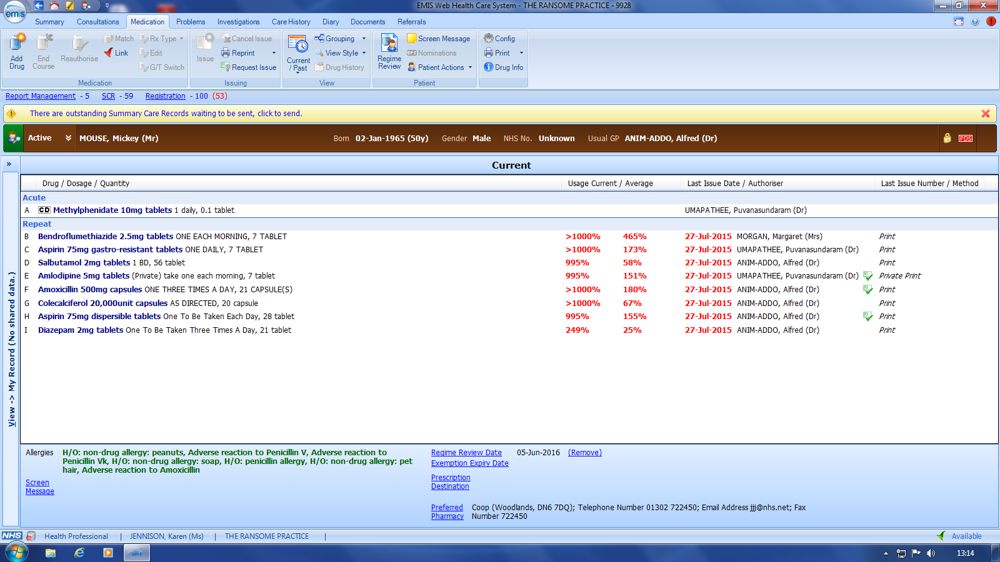 EMIS Web Health Care System - THE RANSOME PRACTICE - 9928
emis
Summary Consultations Medication Problems Investigations Care History Diary Documents Referrals
Add Drug
End Course
Reauthorise
Match
Link
Rx Type
Edit
G/T Switch
Medication
Issue
Cancel Issue
Reprint
Request Issue
Issuing
Current / Past
Grouping
View Style
Drug History
View
Regime Review
Screen Message
EPS Nominations
Patient Actions
Patient
Config
Print
Drug Info
Report Management - 5 SCR - 59 Registration - 100 (53)
There are outstanding Summary Care Records waiting to be sent, click to send.
Active MOUSE, Mickey (Mr) Born 02-Jan-1965 (50y) Gender Male NHS No. Unknown Usual GP ANIM-ADDO, Alfred (Dr) PDS
»
View -> My Record (No shared data.)
Current
Drug / Dosage / Quantity Usage Current / Average Last Issue Date / Authoriser Last Issue Number / Method
Acute
A CD Methylphenidate 10mg tablets 1 daily, 0.1 tablet UMAPATHEE, Puvanasundaram (Dr)
Repeat
B Bendroflumethiazide 2.5mg tablets ONE EACH MORNING, 7 TABLET >1000% 465% 27-Jul-2015 MORGAN, Margaret (Mrs) Print
C Aspirin 75mg gastro-resistant tablets ONE DAILY, 7 TABLET >1000% 173% 27-Jul-2015 UMAPATHEE, Puvanasundaram (Dr) Print
D Salbutamol 2mg tablets 1 BD, 56 tablet 995% 58% 27-Jul-2015 ANIM-ADDO, Alfred (Dr) Print
E Amlodipine 5mg tablets (Private) take one each morning, 7 tablet 995% 151% 27-Jul-2015 UMAPATHEE, Puvanasundaram (Dr) Private Print
F Amoxicillin 500mg capsules ONE THREE TIMES A DAY, 21 CAPSULE(S) >1000% 180% 27-Jul-2015 ANIM-ADDO, Alfred (Dr) Print
G Colecalciferol 20,000unit capsules AS DIRECTED, 20 capsule >1000% 67% 27-Jul-2015 ANIM-ADDO, Alfred (Dr) Print
H Aspirin 75mg dispersible tablets One To Be Taken Each Day, 28 tablet 995% 155% 27-Jul-2015 ANIM-ADDO, Alfred (Dr) Print
I Diazepam 2mg tablets One To Be Taken Three Times A Day, 21 tablet 249% 25% 27-Jul-2015 ANIM-ADDO, Alfred (Dr) Print
Allergies H/O: non-drug allergy: peanuts, Adverse reaction to Penicillin V, Adverse reaction to
Penicillin Vk, H/O: non-drug allergy: soap, H/O: penicillin allergy, H/O: non-drug allergy: pet
hair, Adverse reaction to Amoxicillin
Screen
Message
Regime Review Date 05-Jun-2016 (Remove)
Exemption Expiry Date
Prescription
Destination
Preferred Coop (Woodlands, DN6 7DQ); Telephone Number 01302 722450; Email Address jjj@nhs.net; Fax
Pharmacy Number 722450
NHS Health Professional | JENNISON, Karen (Ms) | THE RANSOME PRACTICE | Available
emis
13:14